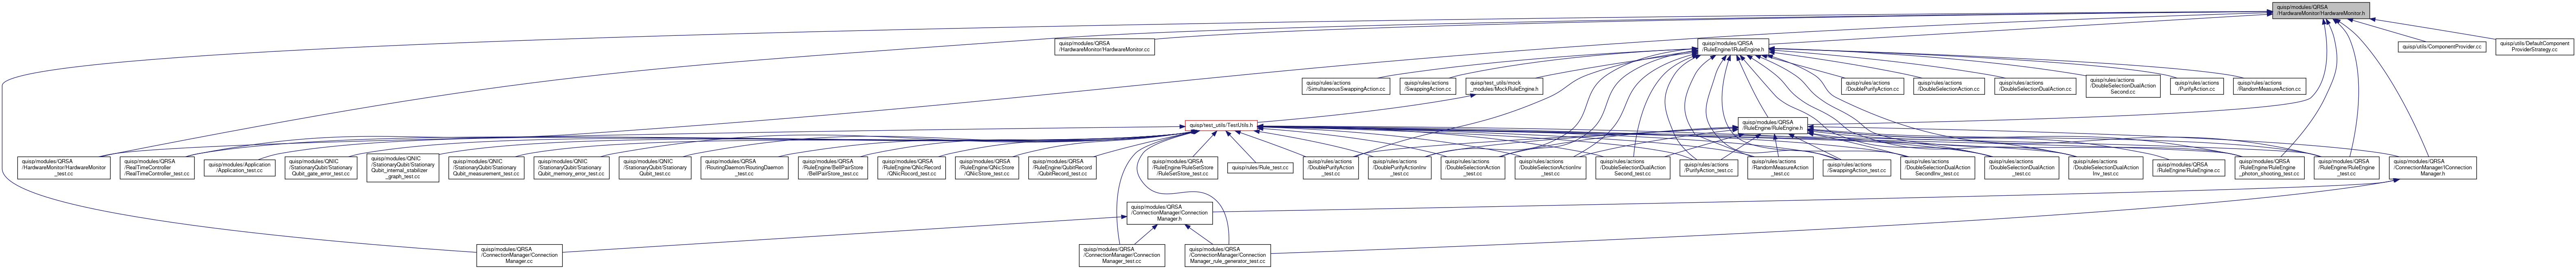 quisp/modules/QRSA
/HardwareMonitor/HardwareMonitor.h
quisp/modules/QRSA
/HardwareMonitor/HardwareMonitor.cc
quisp/modules/QRSA
/RuleEngine/IRuleEngine.h
quisp/utils/ComponentProvider.cc
quisp/utils/DefaultComponent
ProviderStrategy.cc
quisp/rules/actions
/SimultaneousSwappingAction.cc
quisp/rules/actions
/SwappingAction.cc
quisp/test_utils/mock
_modules/MockRuleEngine.h
quisp/rules/actions
/DoublePurifyAction.cc
quisp/rules/actions
/DoubleSelectionAction.cc
quisp/rules/actions
/DoubleSelectionDualAction.cc
quisp/rules/actions
/DoubleSelectionDualAction
Second.cc
quisp/rules/actions
/PurifyAction.cc
quisp/rules/actions
/RandomMeasureAction.cc
quisp/test_utils/TestUtils.h
quisp/modules/QRSA
/RuleEngine/RuleEngine.h
quisp/modules/QRSA
/HardwareMonitor/HardwareMonitor
_test.cc
quisp/modules/QRSA
/RealTimeController
/RealTimeController_test.cc
quisp/modules/Application
/Application_test.cc
quisp/modules/QNIC
/StationaryQubit/Stationary
Qubit_gate_error_test.cc
quisp/modules/QNIC
/StationaryQubit/Stationary
Qubit_internal_stabilizer
_graph_test.cc
quisp/modules/QNIC
/StationaryQubit/Stationary
Qubit_measurement_test.cc
quisp/modules/QNIC
/StationaryQubit/Stationary
Qubit_memory_error_test.cc
quisp/modules/QNIC
/StationaryQubit/Stationary
Qubit_test.cc
quisp/modules/QRSA
/RoutingDaemon/RoutingDaemon
_test.cc
quisp/modules/QRSA
/RuleEngine/BellPairStore
/BellPairStore_test.cc
quisp/modules/QRSA
/RuleEngine/QNicRecord
/QNicRecord_test.cc
quisp/modules/QRSA
/RuleEngine/QNicStore
/QNicStore_test.cc
quisp/modules/QRSA
/RuleEngine/QubitRecord
/QubitRecord_test.cc
quisp/modules/QRSA
/RuleEngine/RuleSetStore
/RuleSetStore_test.cc
quisp/rules/Rule_test.cc
quisp/rules/actions
/DoublePurifyAction
_test.cc
quisp/rules/actions
/DoublePurifyActionInv
_test.cc
quisp/rules/actions
/DoubleSelectionAction
_test.cc
quisp/rules/actions
/DoubleSelectionActionInv
_test.cc
quisp/rules/actions
/DoubleSelectionDualAction
Second_test.cc
quisp/rules/actions
/PurifyAction_test.cc
quisp/rules/actions
/RandomMeasureAction
_test.cc
quisp/rules/actions
/SwappingAction_test.cc
quisp/rules/actions
/DoubleSelectionDualAction
SecondInv_test.cc
quisp/rules/actions
/DoubleSelectionDualAction
_test.cc
quisp/rules/actions
/DoubleSelectionDualAction
Inv_test.cc
quisp/modules/QRSA
/RuleEngine/RuleEngine.cc
quisp/modules/QRSA
/RuleEngine/RuleEngine
_photon_shooting_test.cc
quisp/modules/QRSA
/RuleEngine/RuleEngine
_test.cc
quisp/modules/QRSA
/ConnectionManager/IConnection
Manager.h
quisp/modules/QRSA
/ConnectionManager/Connection
Manager.h
quisp/modules/QRSA
/ConnectionManager/Connection
Manager.cc
quisp/modules/QRSA
/ConnectionManager/Connection
Manager_test.cc
quisp/modules/QRSA
/ConnectionManager/Connection
Manager_rule_generator_test.cc